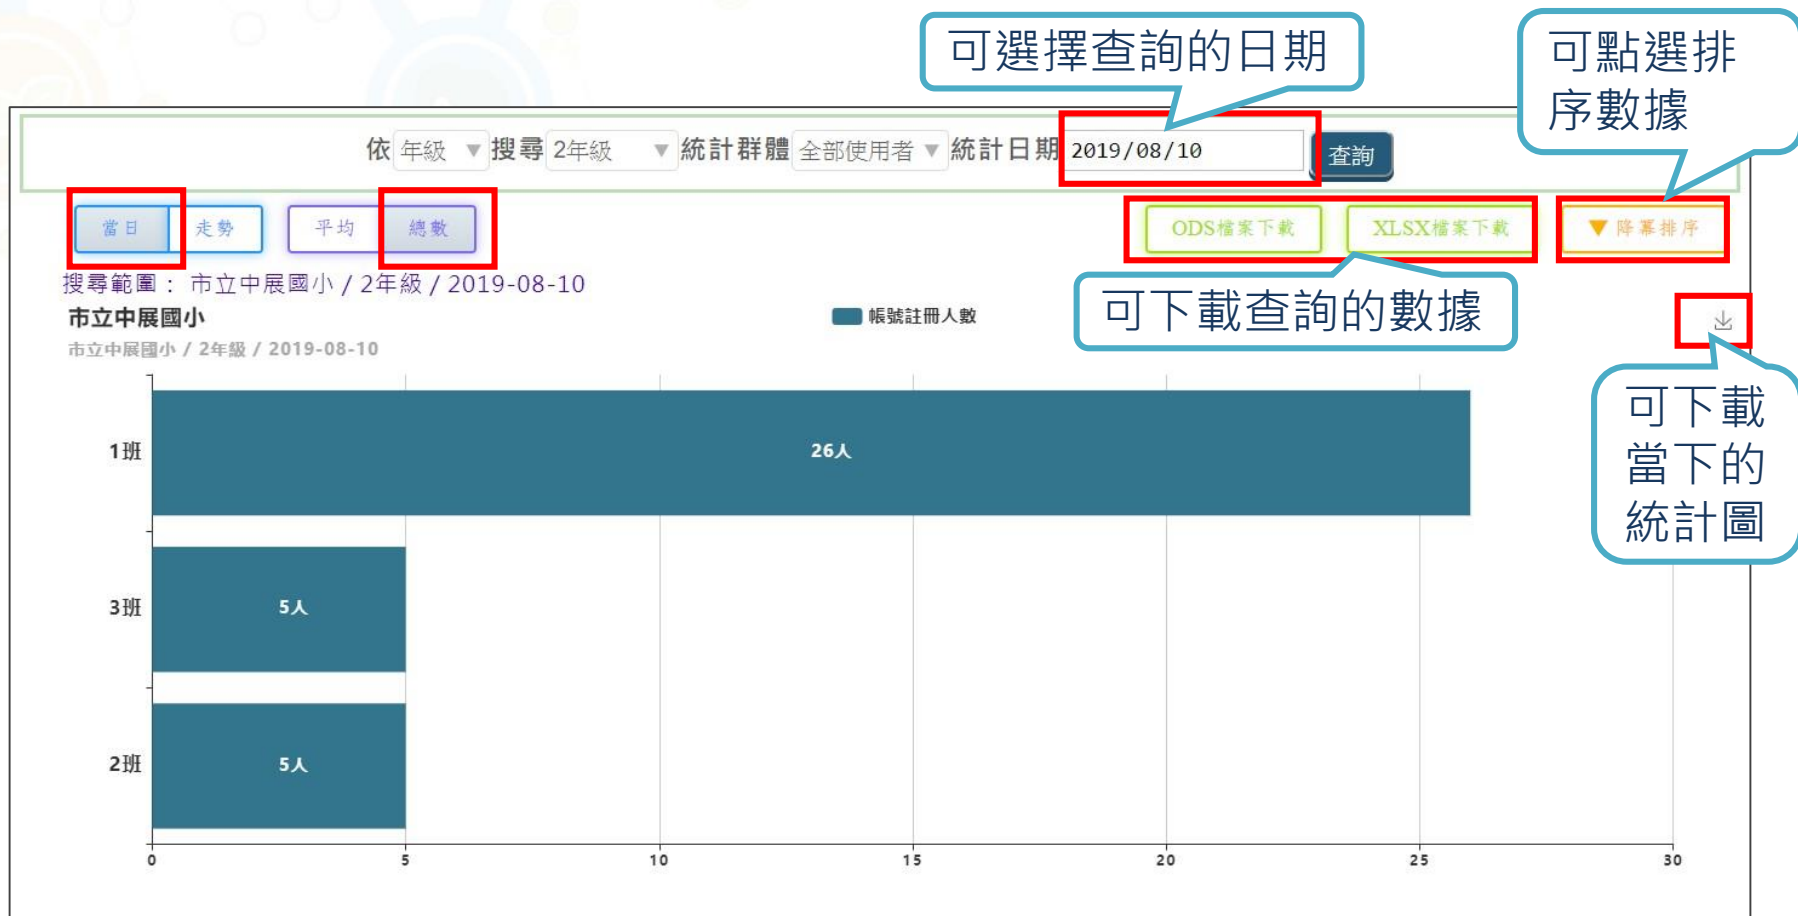 可選擇查詢的日期
可點選排
序數據
依 年級 ▼ 搜尋 2年級 ▼ 統計群體 全部使用者 ▼ 統計日期 2019/08/10 查詢
當日 走勢 平均 總數 ODS檔案下載 XLSX檔案下載 ▼降冪排序
搜尋範圍： 市立中展國小 / 2年級 / 2019-08-10
可下載查詢的數據
市立中展國小
帳號註冊人數
市立中展國小 / 2年級 / 2019-08-10
可下載
當下的
統計圖
1班 26人
3班 5人
2班 5人
0 5 10 15 20 25 30